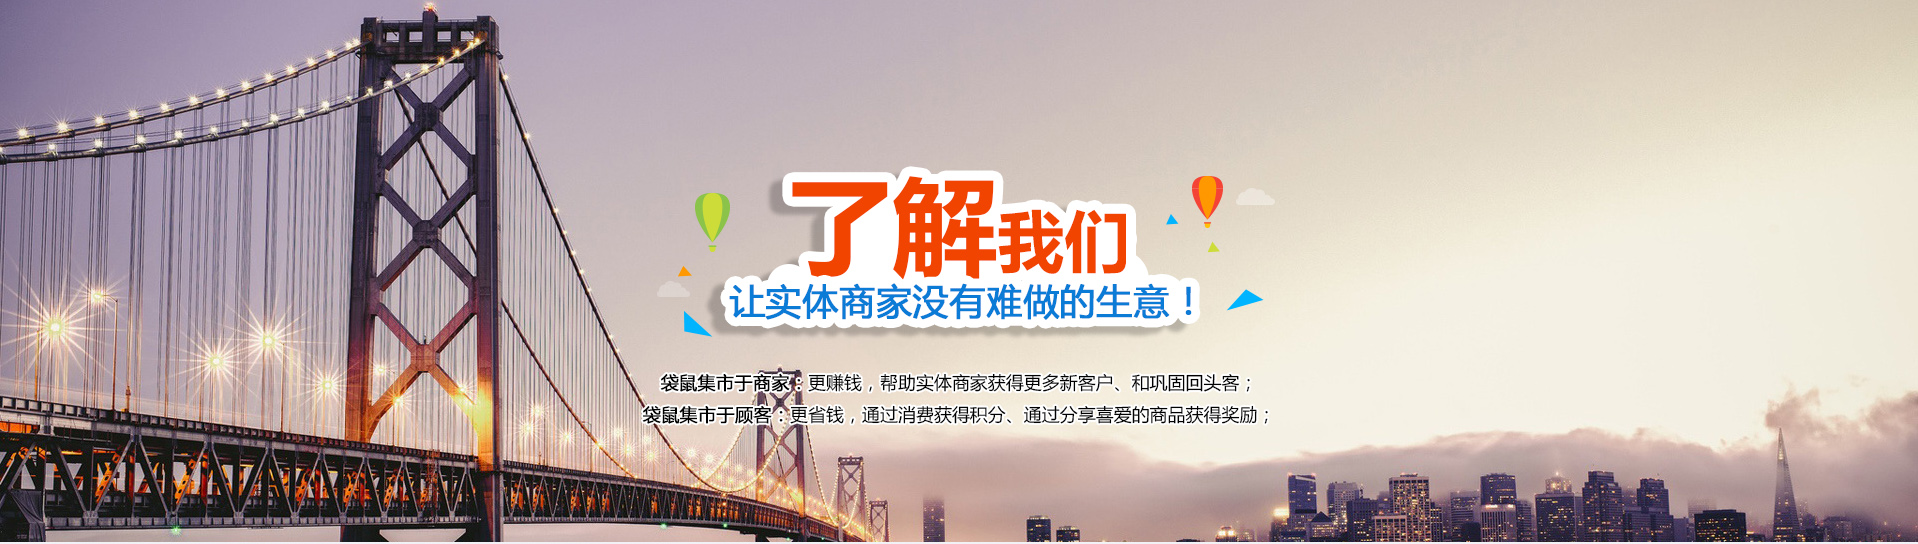 了解我们
让实体商家没有难做的生意！
袋鼠集市于商家：更赚钱，帮助实体商家获得更多新客户、和巩固回头客；
袋鼠集市于顾客：更省钱，通过消费获得积分、通过分享喜爱的商品获得奖励；